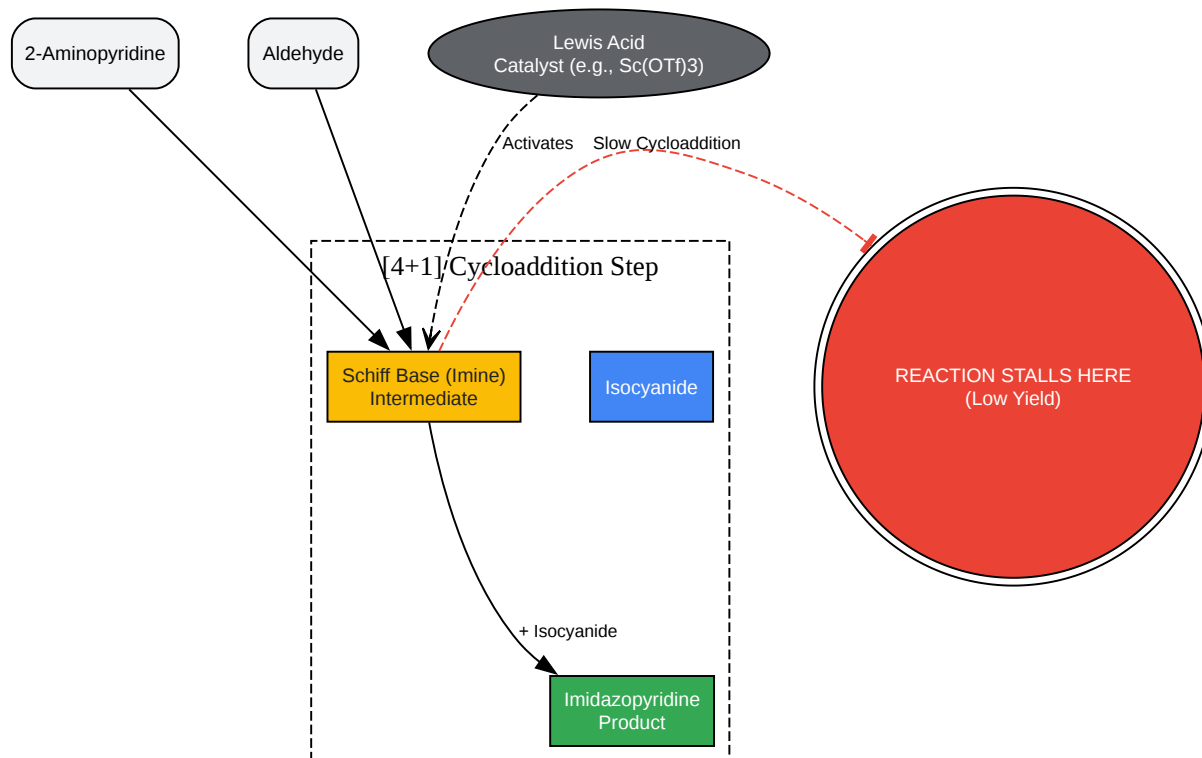 2-Aminopyridine
Aldehyde
Lewis Acid
Catalyst (e.g., Sc(OTf)3)
Activates
Slow Cycloaddition
[4+1] Cycloaddition Step
Schiff Base (Imine)
Intermediate
Isocyanide
REACTION STALLS HERE
(Low Yield)
+ Isocyanide
Imidazopyridine
Product